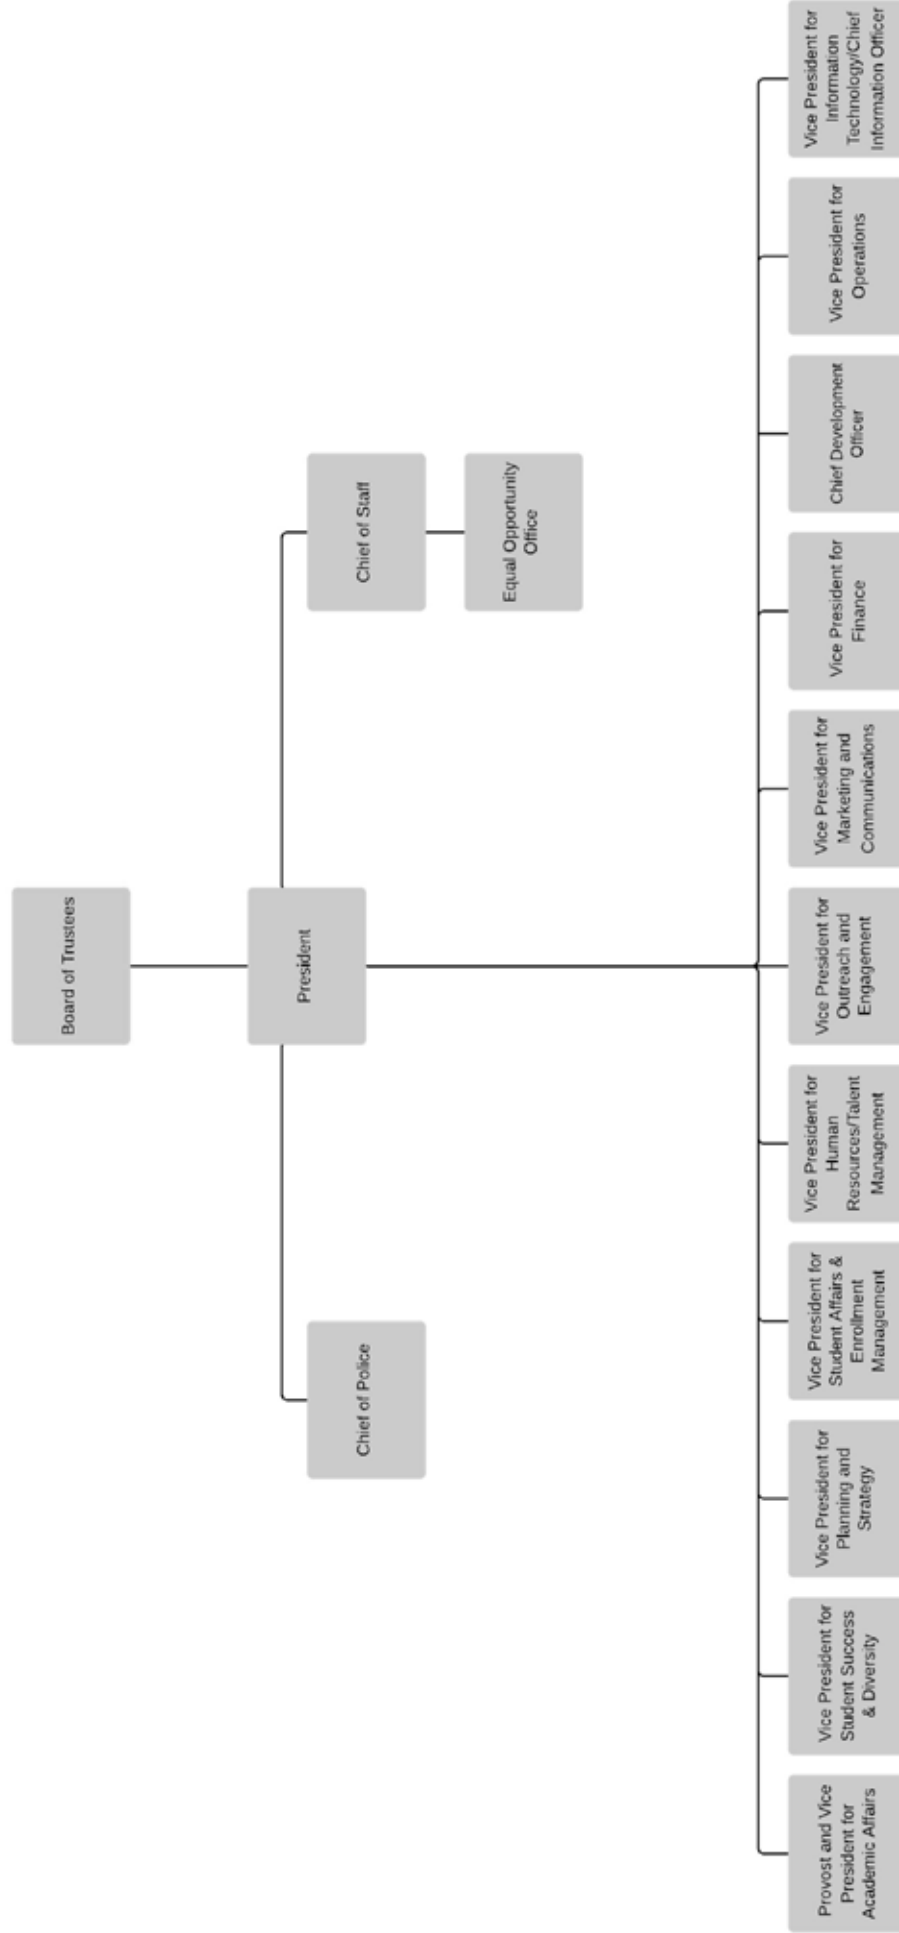 Board of Trustees
President
Chief of Police
Chief of Staff
Equal Opportunity
Office
Provost and Vice
President for
Academic Affairs
Vice President for
Student Success
& Diversity
Vice President for
Planning and
Strategy
Vice President for
Student Affairs &
Enrollment
Management
Vice President for
Human
Resources/Talent
Management
Vice President for
Outreach and
Engagement
Vice President for
Marketing and
Communications
Vice President for
Finance
Chief Development
Officer
Vice President for
Operations
Vice President for
Information
Technology/Chief
Information Officer